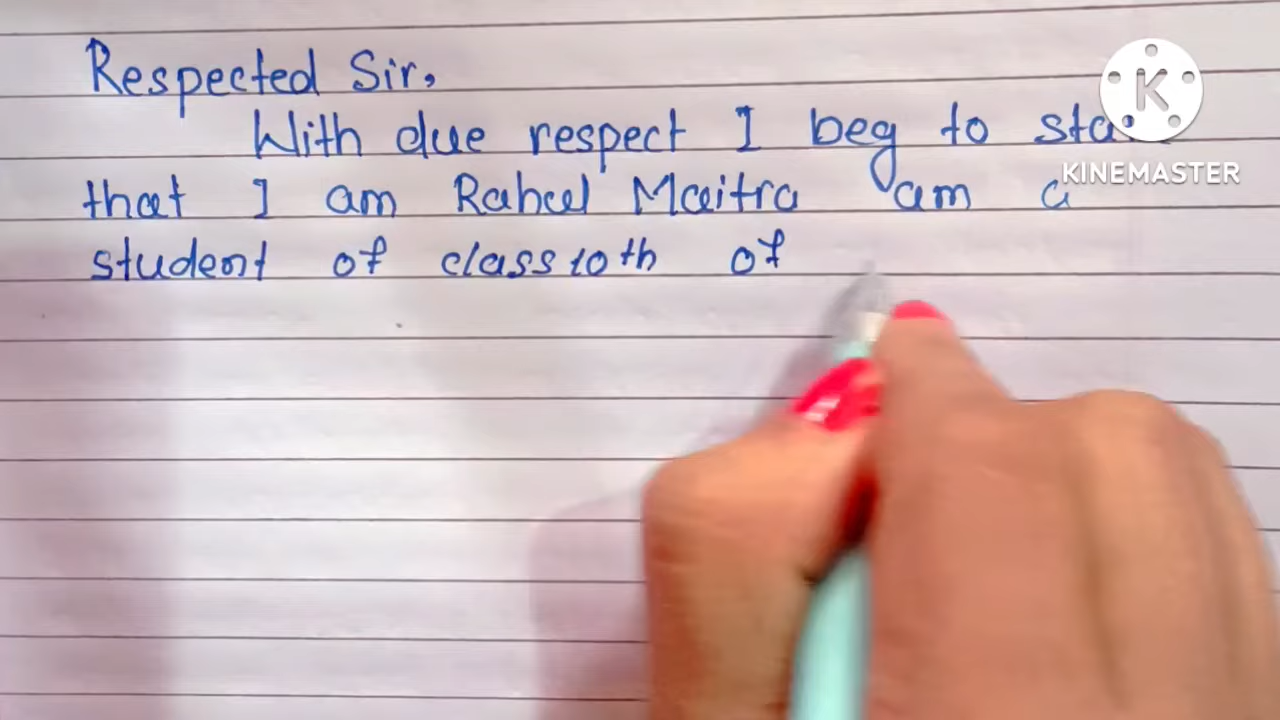 Respected Sir,
With due respect I beg to
that I am Rahul Maitra am a
student of class 10th of
K
KINEMASTER